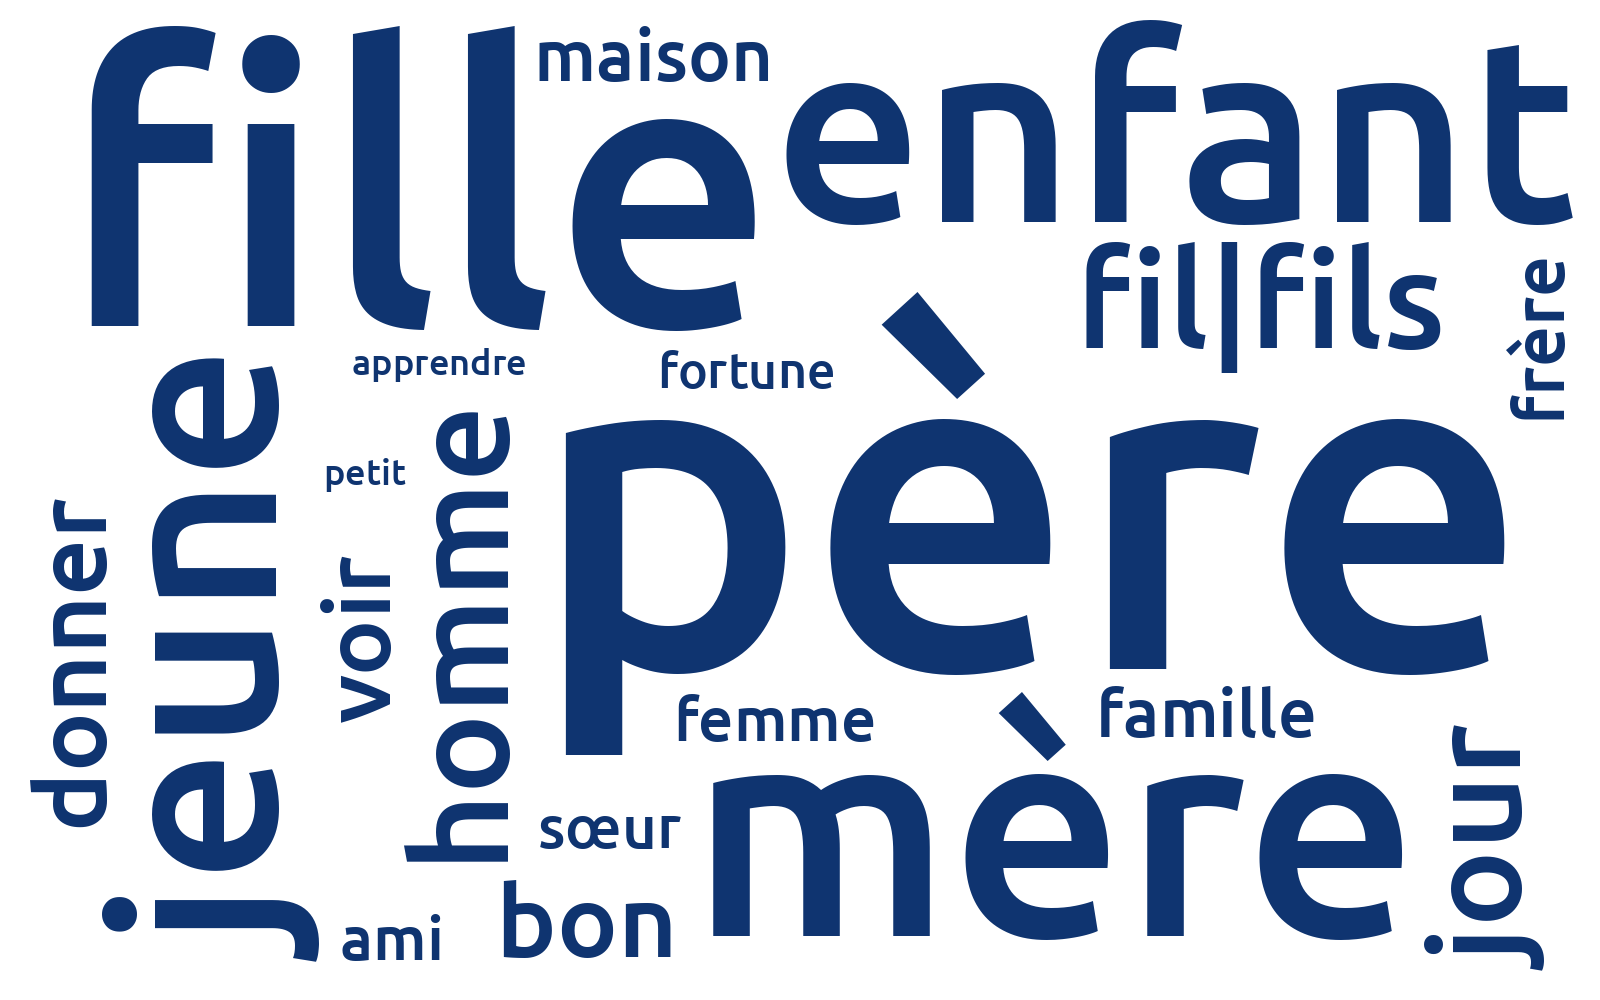 fille
maison
enfant
fil|fils
frère
apprendre
fortune
père
jeune
petit
homme
donner
voir
femme
famille
mère
sœur
jour
bon
ami